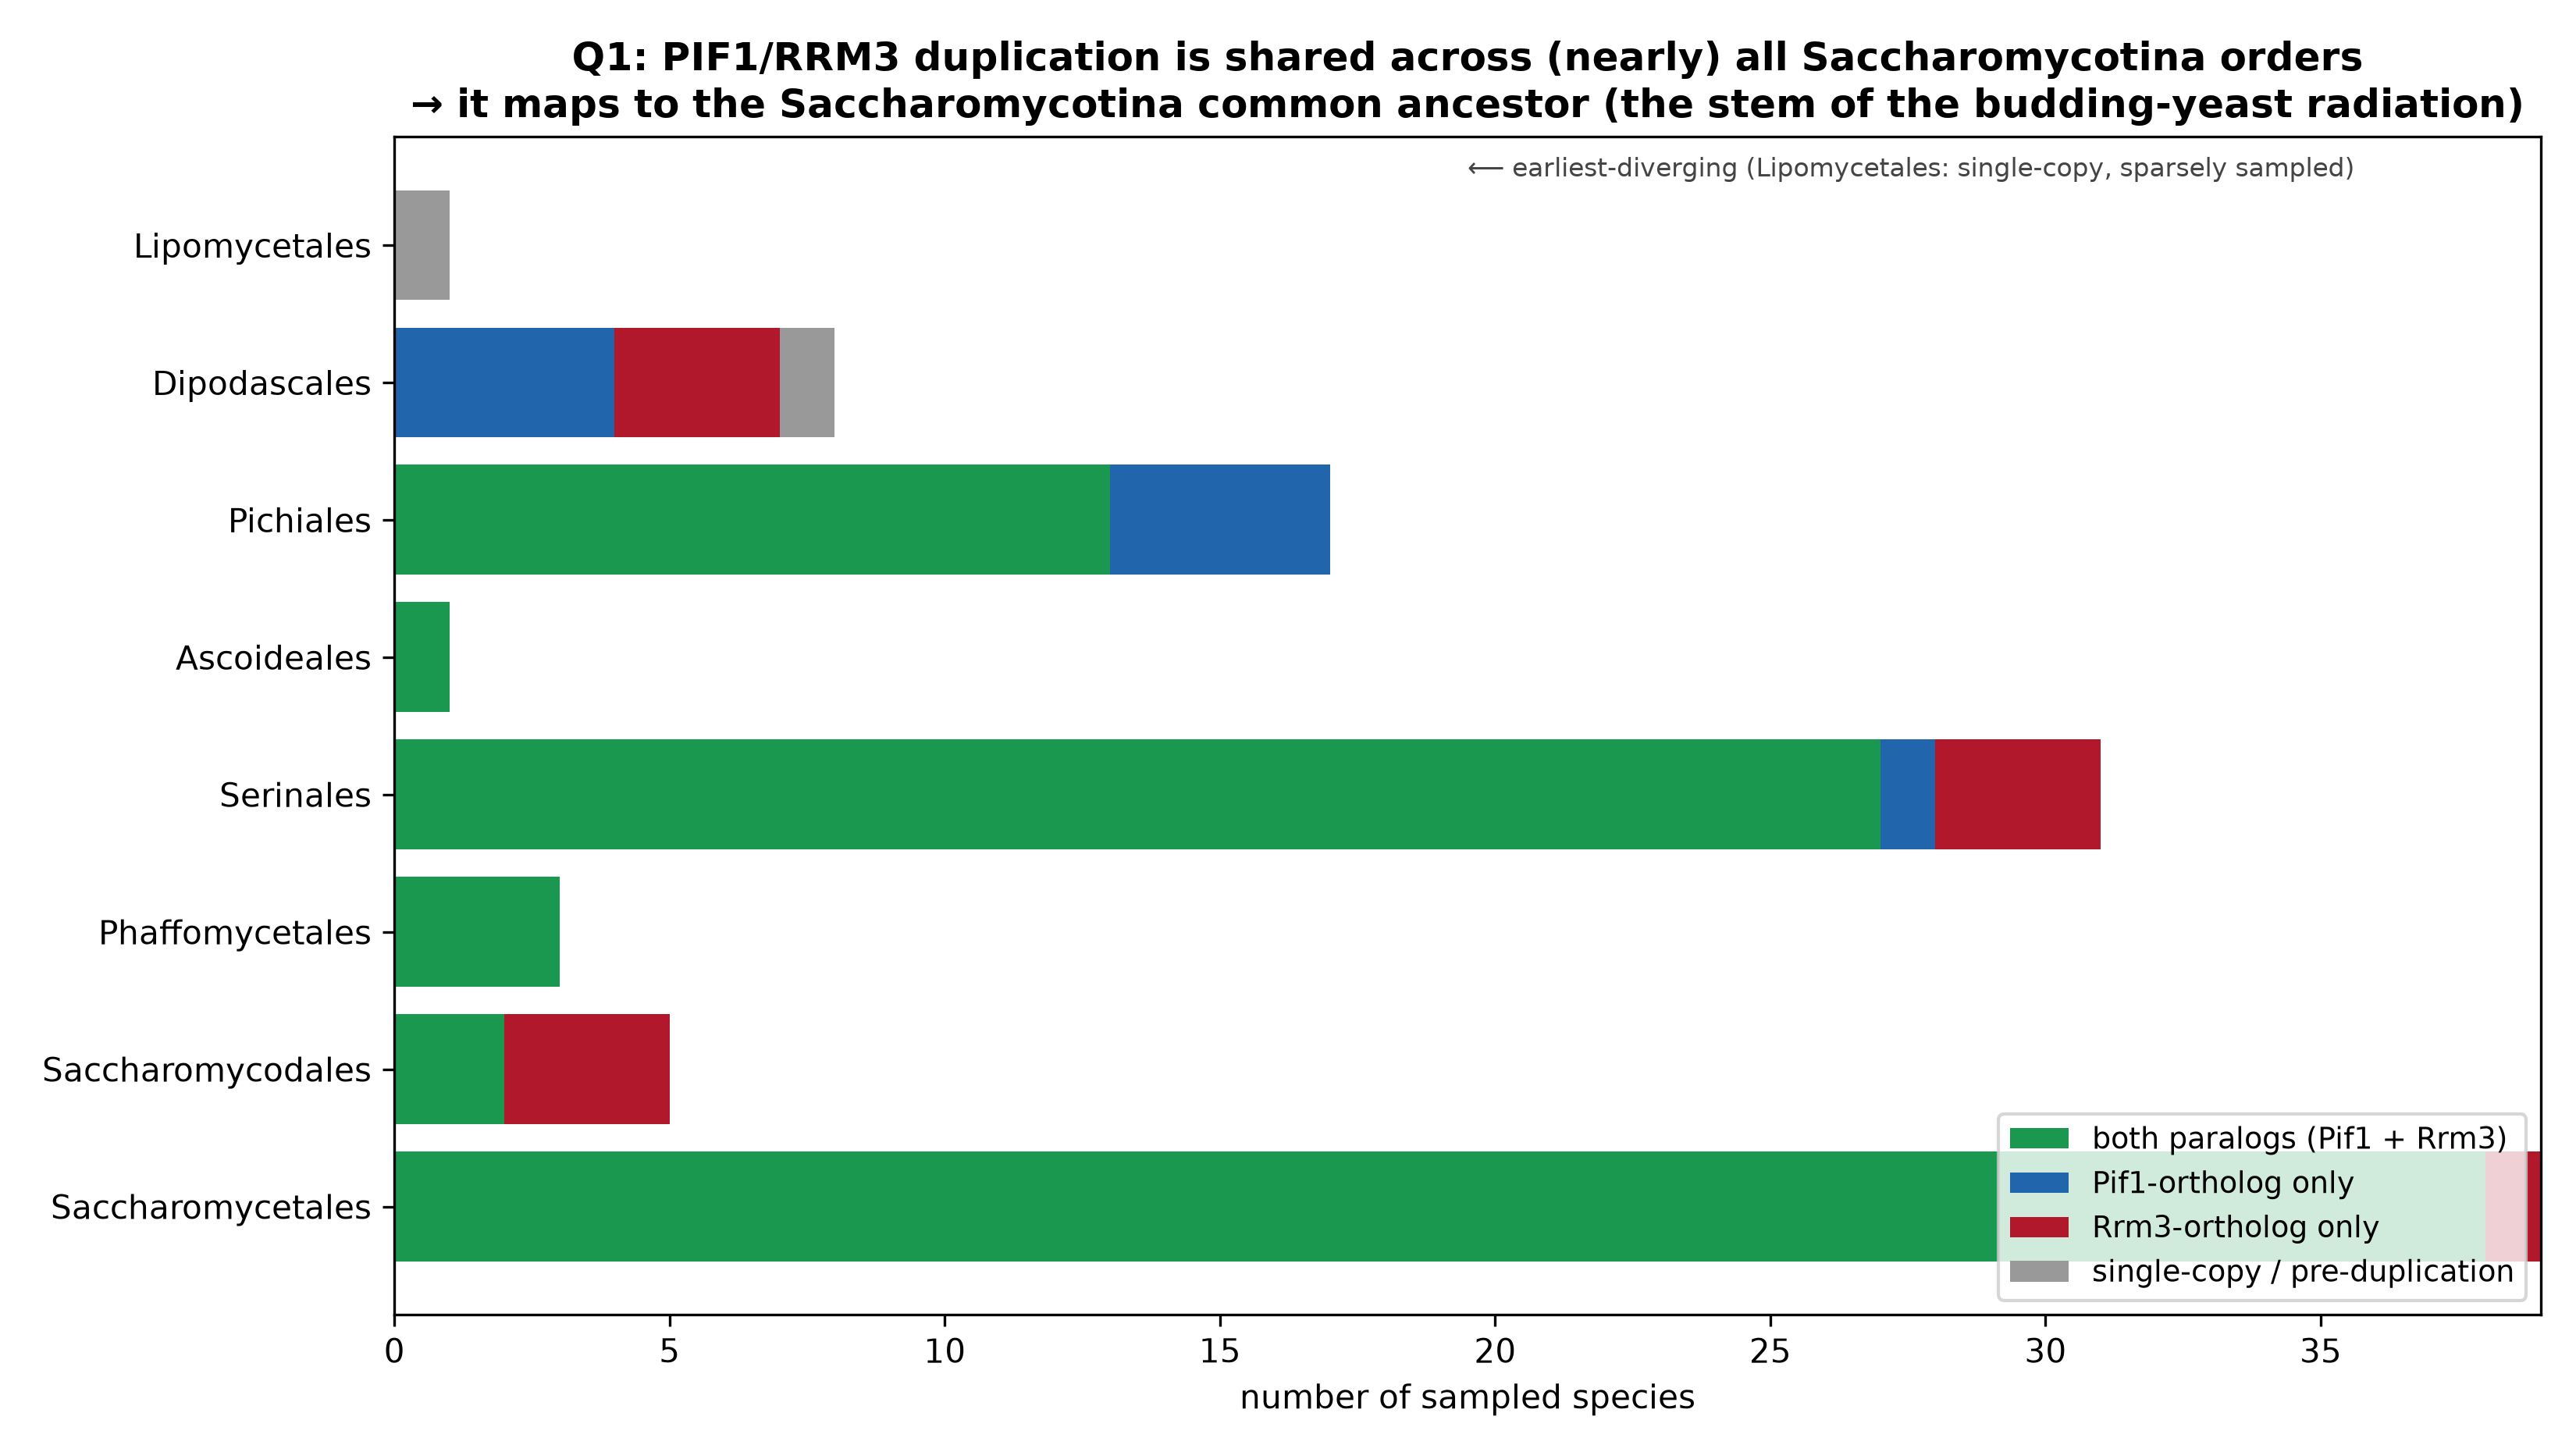 Q1: PIF1/RRM3 duplication is shared across (nearly) all Saccharomycotina orders
→ it maps to the Saccharomycotina common ancestor (the stem of the budding-yeast radiation)
⟵ earliest-diverging (Lipomycetales: single-copy, sparsely sampled)
Lipomycetales
Dipodascales
Pichiales
Ascoideales
Serinales
Phaffomycetales
Saccharomycodales
Saccharomycetales
both paralogs (Pif1 + Rrm3)
Pif1-ortholog only
Rrm3-ortholog only
single-copy / pre-duplication
0 5 10 15 20 25 30 35
number of sampled species